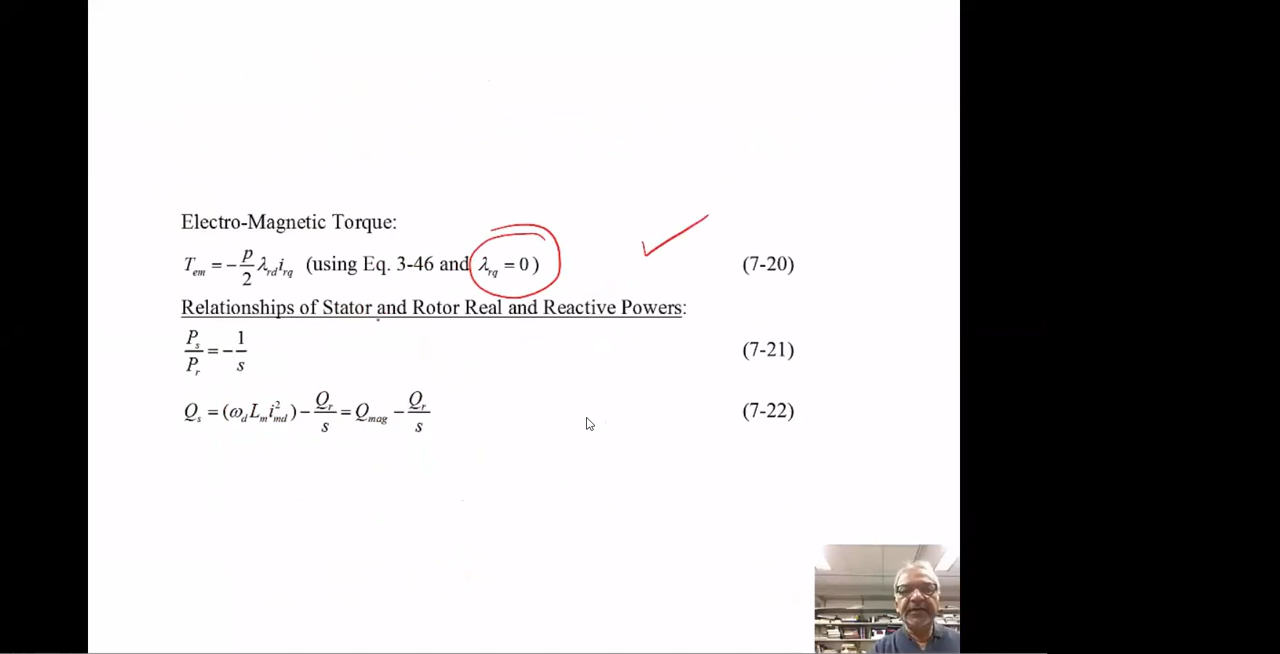 Electro-Magnetic Torque:
T_em = -p/2 λ_rd i_rq (using Eq. 3-46 and λ_rq = 0) (7-20)
Relationships of Stator and Rotor Real and Reactive Powers:
P_s/P_r = -1/s (7-21)
Q_s = (ω_d L_m i_md^2) - Q_r/s = Q_mag - Q_r/s (7-22)